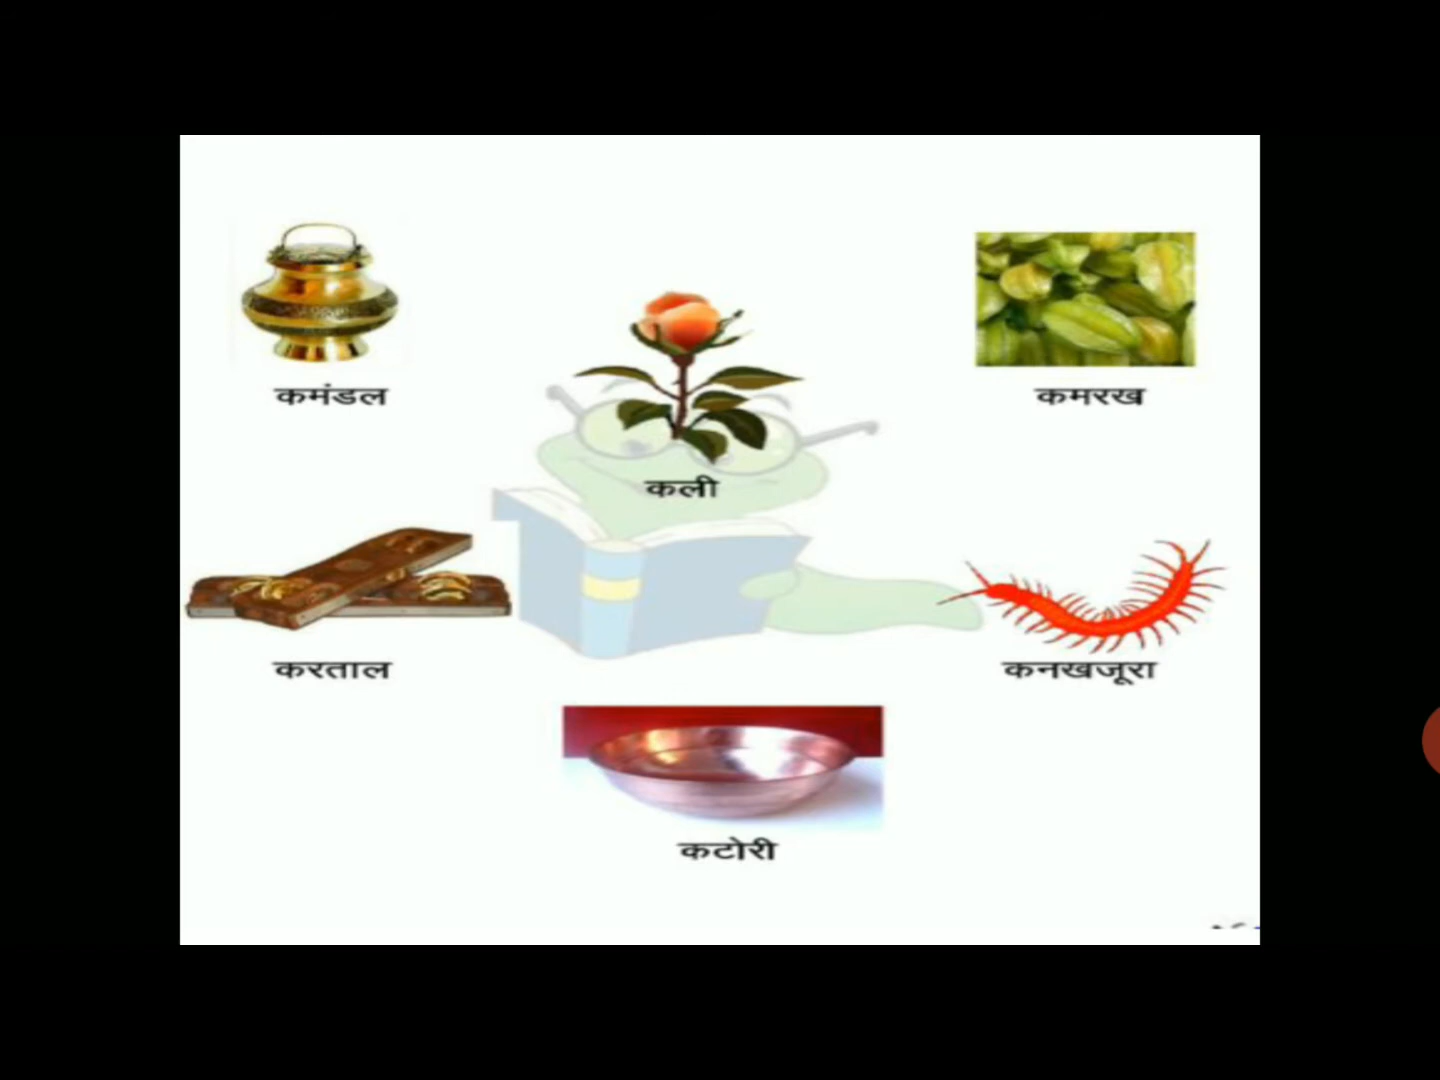 कमंडल
कमरख
कली
करताल
कनखजूरा
कटोरी